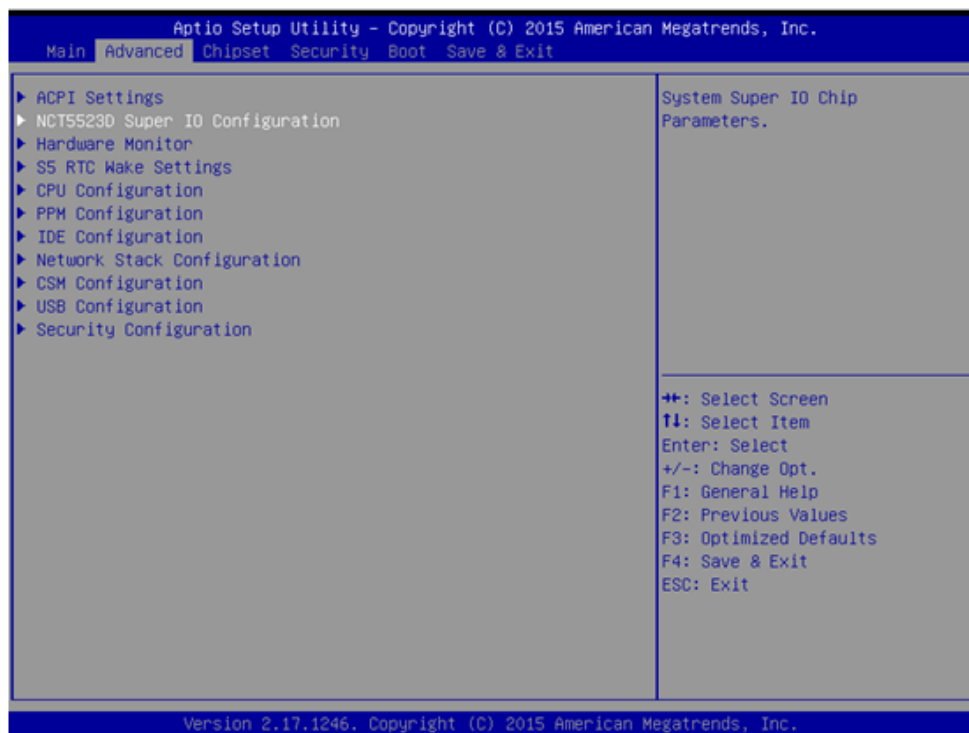 Aptio Setup Utility – Copyright (C) 2015 American Megatrends, Inc.
Main Advanced Chipset Security Boot Save & Exit
ACPI Settings
NCT5523D Super IO Configuration
Hardware Monitor
S5 RTC Wake Settings
CPU Configuration
PPM Configuration
IDE Configuration
Network Stack Configuration
CSM Configuration
USB Configuration
Security Configuration
System Super IO Chip
Parameters.
→←: Select Screen
↑↓: Select Item
Enter: Select
+/-: Change Opt.
F1: General Help
F2: Previous Values
F3: Optimized Defaults
F4: Save & Exit
ESC: Exit
Version 2.17.1246. Copyright (C) 2015 American Megatrends, Inc.